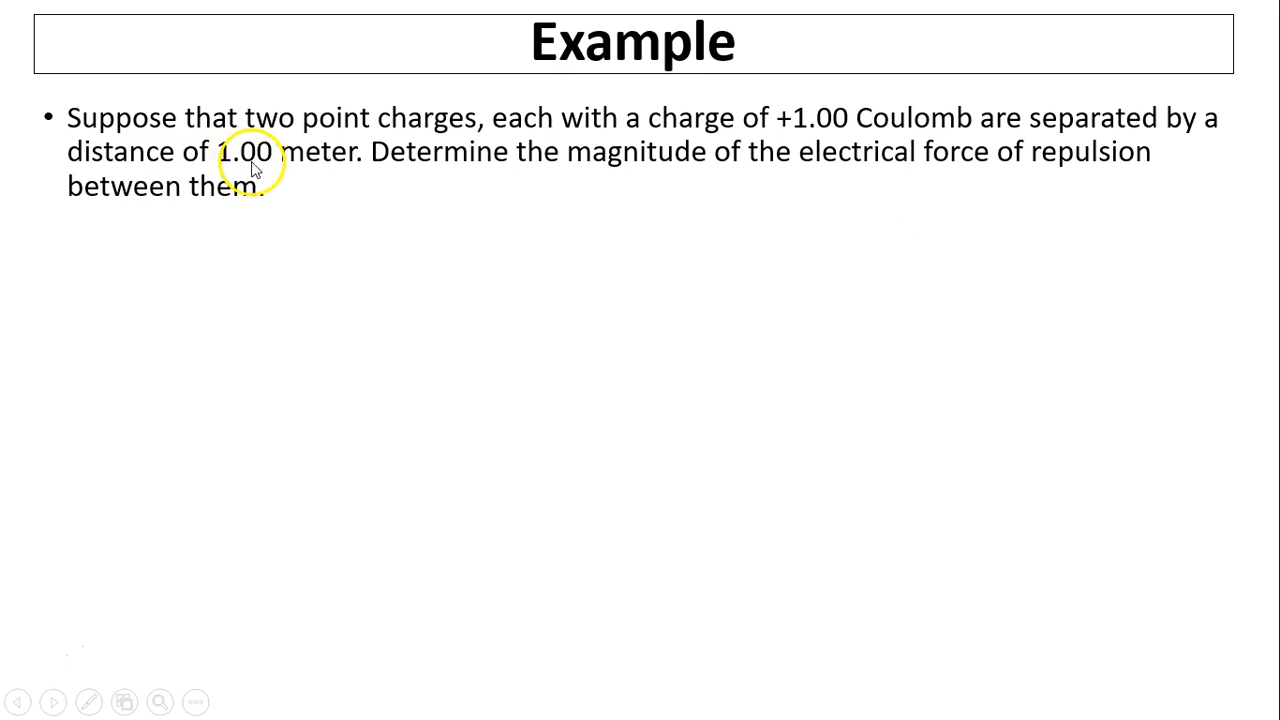 Example
• Suppose that two point charges, each with a charge of +1.00 Coulomb are separated by a
distance of 1.00 meter. Determine the magnitude of the electrical force of repulsion
between them.